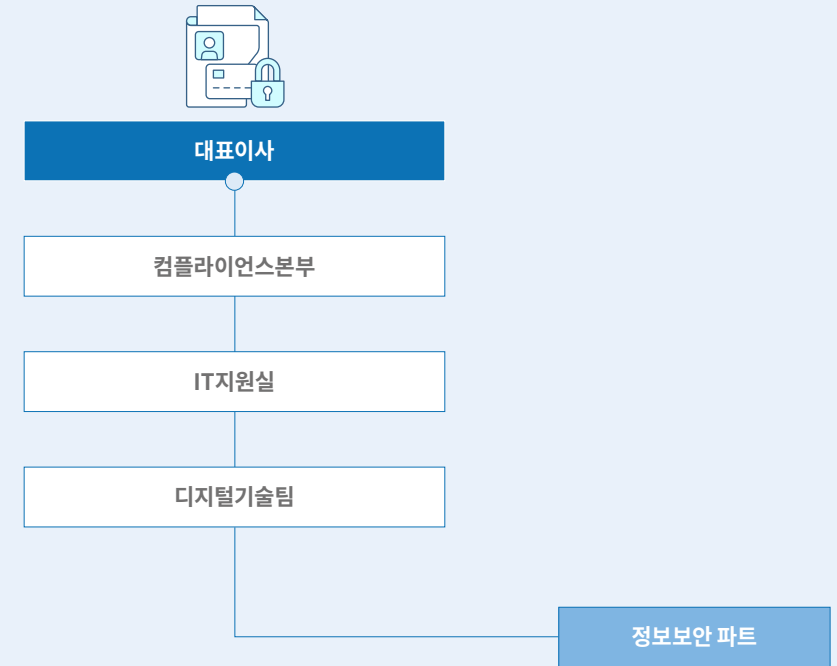 대표이사
컴플라이언스본부
IT지원실
디지털기술팀
정보보안 파트